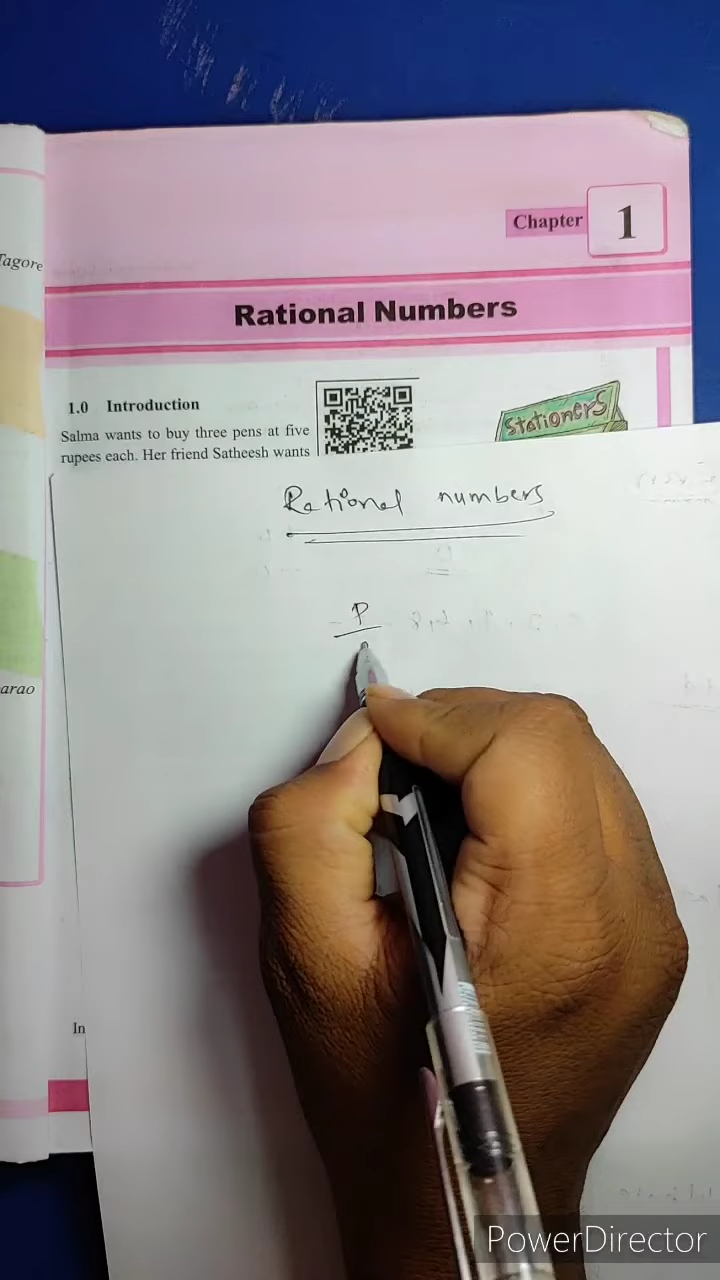 Tagore
Chapter 1
Rational Numbers
1.0 Introduction
Salma wants to buy three pens at five
rupees each. Her friend Satheesh wants
Stationers
Rational numbers
P
arao
In
PowerDirector